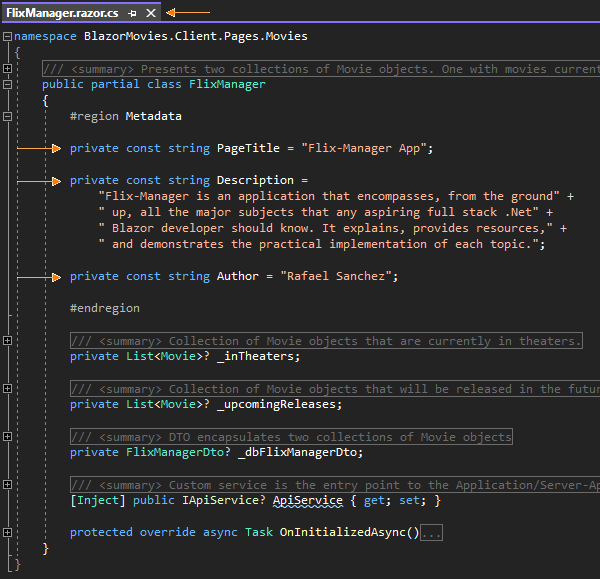 FlixManager.razor.cs
namespace BlazorMovies.Client.Pages.Movies
{
/// <summary> Presents two collections of Movie objects. One with movies current
public partial class FlixManager
{
#region Metadata
private const string PageTitle = "Flix-Manager App";
private const string Description =
"Flix-Manager is an application that encompasses, from the ground" +
" up, all the major subjects that any aspiring full stack .Net" +
" Blazor developer should know. It explains, provides resources," +
" and demonstrates the practical implementation of each topic.";
private const string Author = "Rafael Sanchez";
#endregion
/// <summary> Collection of Movie objects that are currently in theaters.
private List<Movie>? _inTheaters;
/// <summary> Collection of Movie objects that will be released in the futur
private List<Movie>? _upcomingReleases;
/// <summary> DTO encapsulates two collections of Movie objects
private FlixManagerDto? _dbFlixManagerDto;
/// <summary> Custom service is the entry point to the Application/Server-Ap
[Inject] public IApiService? ApiService { get; set; }
protected override async Task OnInitializedAsync()...
}
}